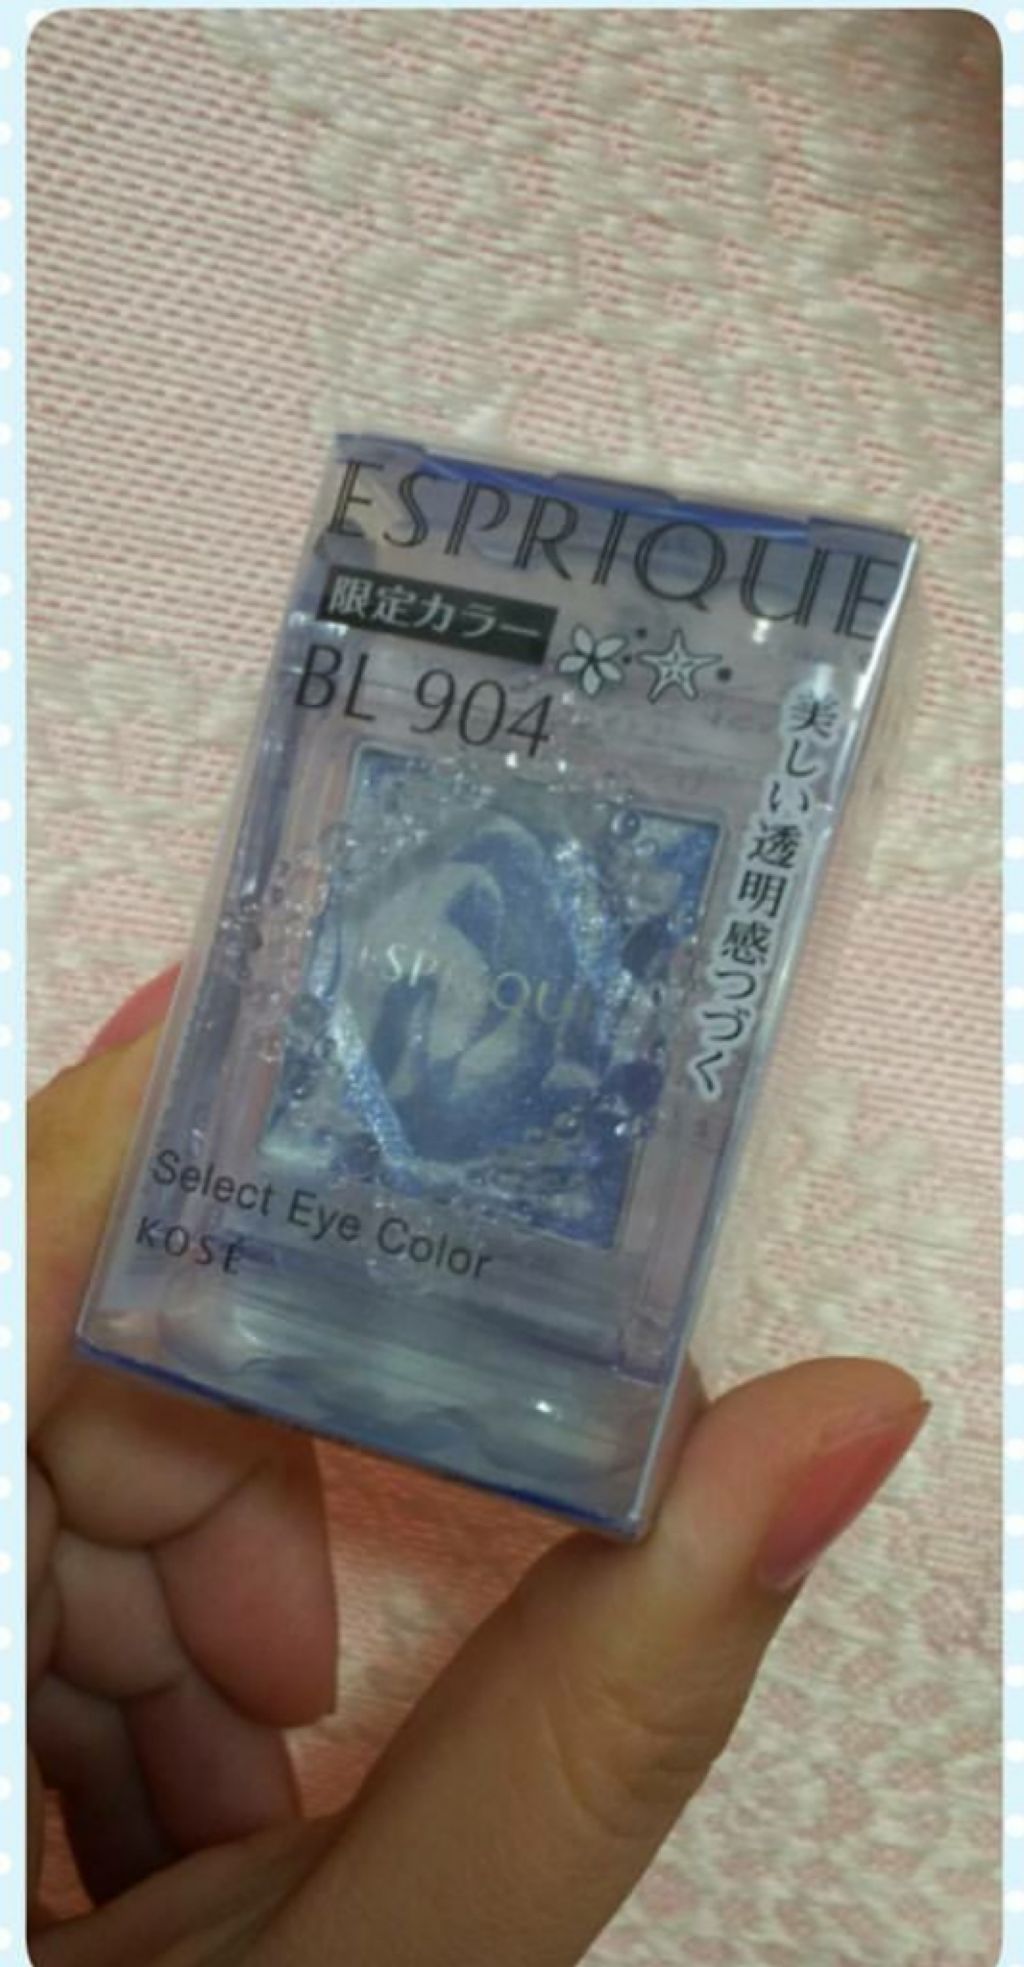 ESPRIQUE
限定カラー
BL 904
美しい透明感つづく
Select Eye Color
KOSÉ